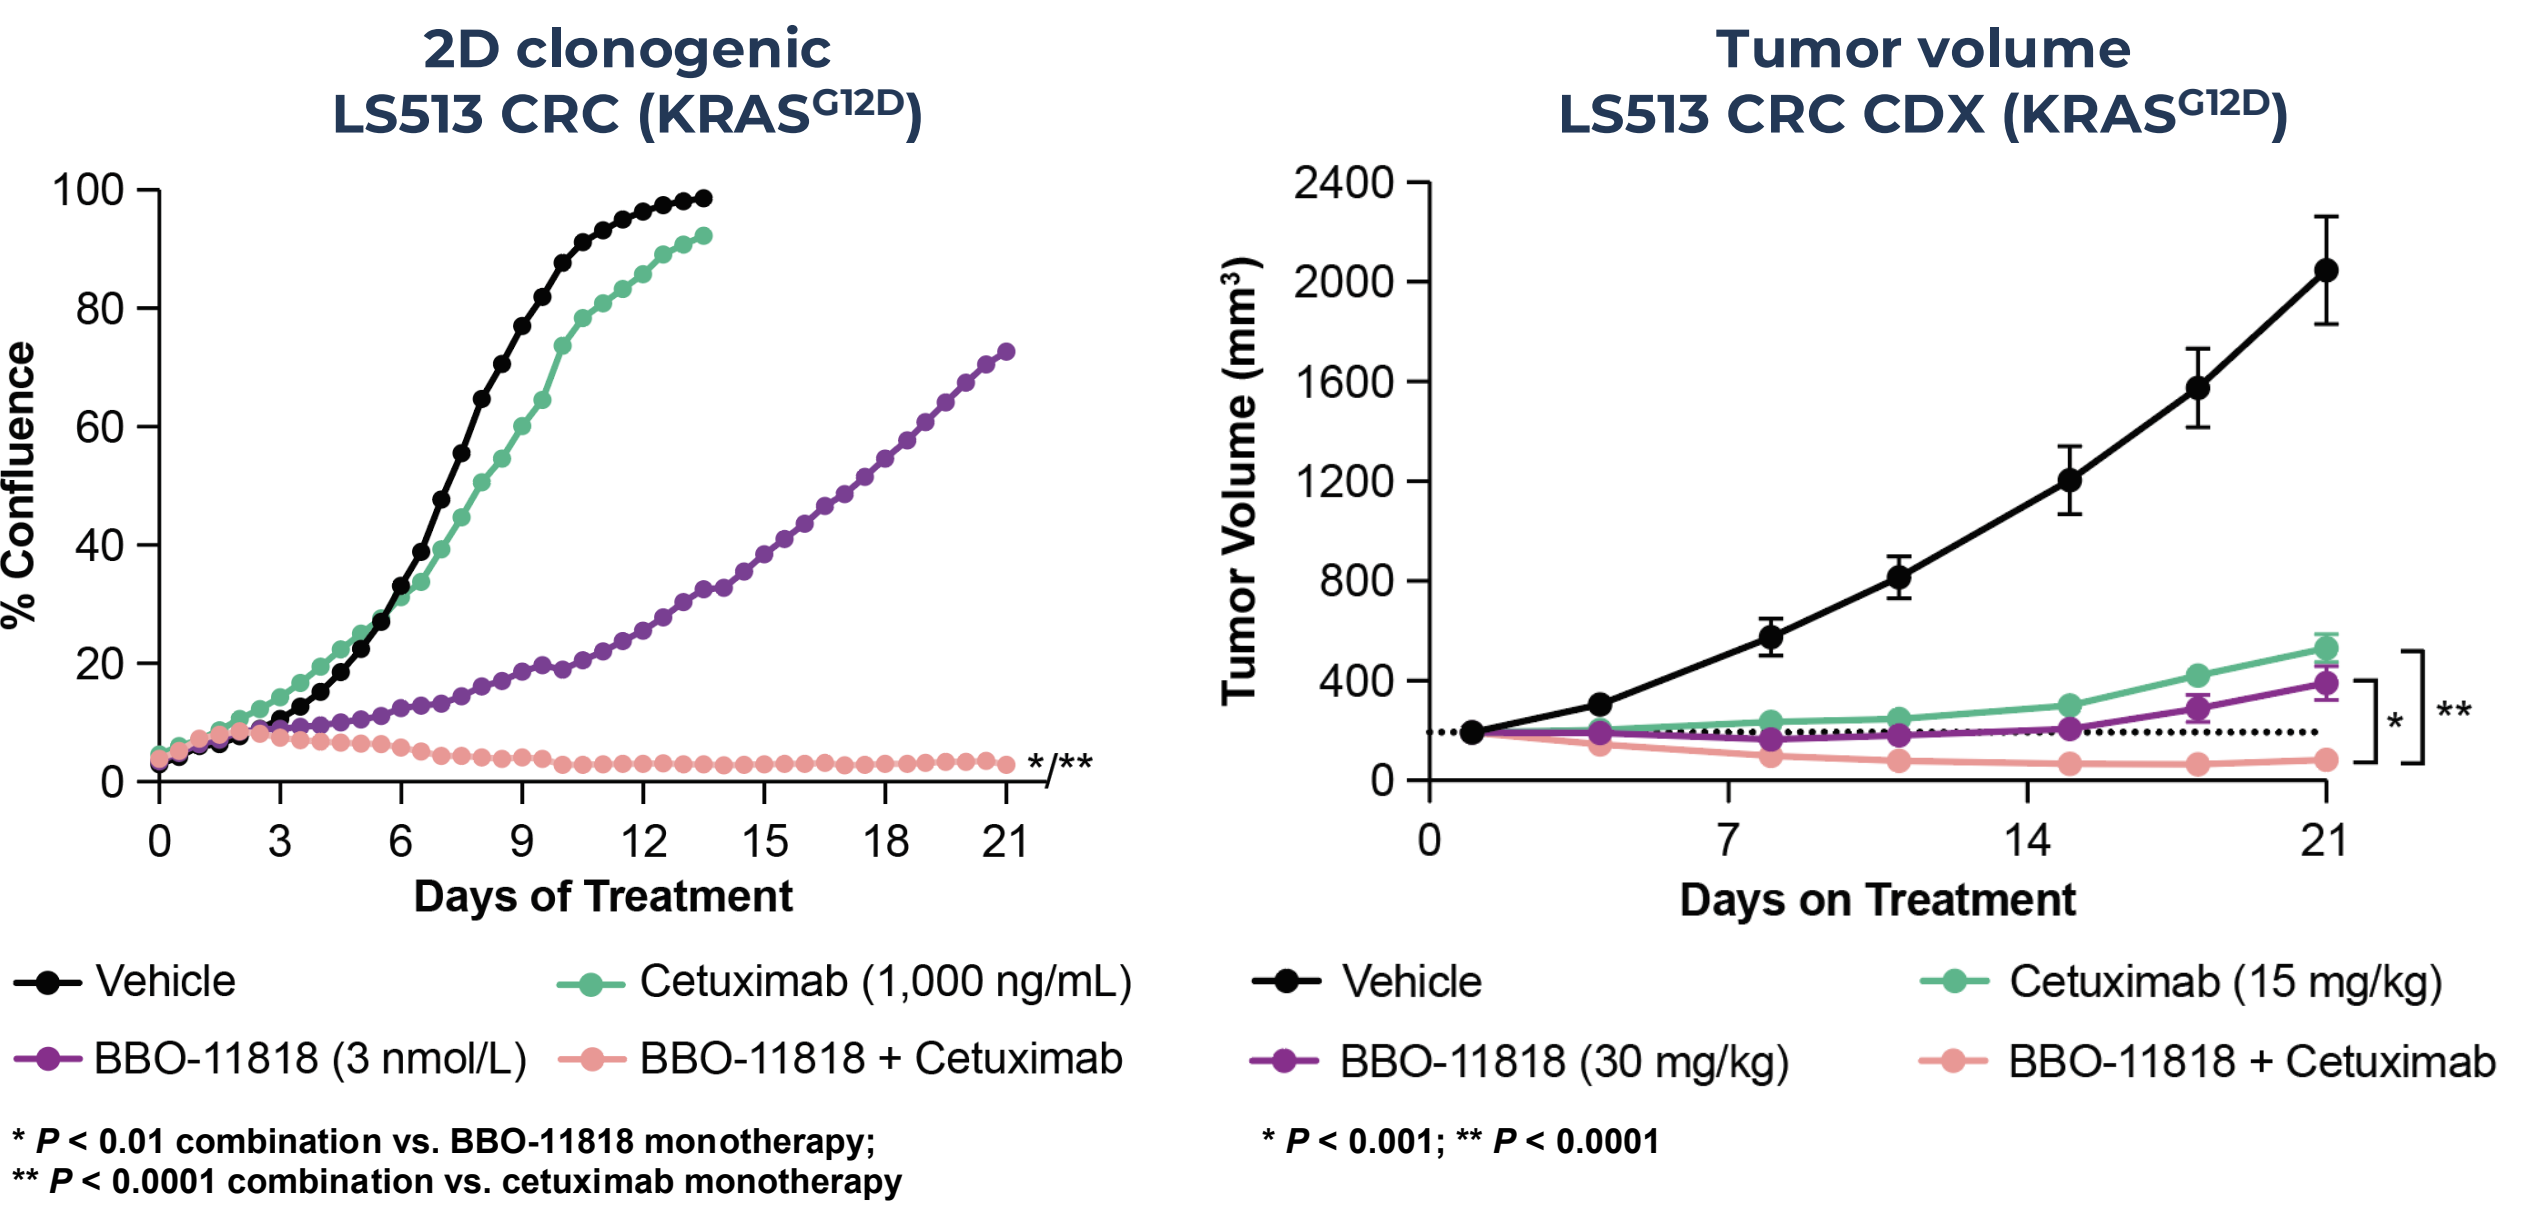 2D clonogenic
LS513 CRC (KRASG12D)
% Confluence
100
80
60
40
20
0
0 3 6 9 12 15 18 21
*/**
Days of Treatment
Vehicle
Cetuximab (1,000 ng/mL)
BBO-11818 (3 nmol/L)
BBO-11818 + Cetuximab
* P < 0.01 combination vs. BBO-11818 monotherapy;
** P < 0.0001 combination vs. cetuximab monotherapy
Tumor volume
LS513 CRC CDX (KRASG12D)
Tumor Volume (mm3)
2400
2000
1600
1200
800
400
0
0 7 14 21
* **
Days on Treatment
Vehicle
Cetuximab (15 mg/kg)
BBO-11818 (30 mg/kg)
BBO-11818 + Cetuximab
* P < 0.001; ** P < 0.0001